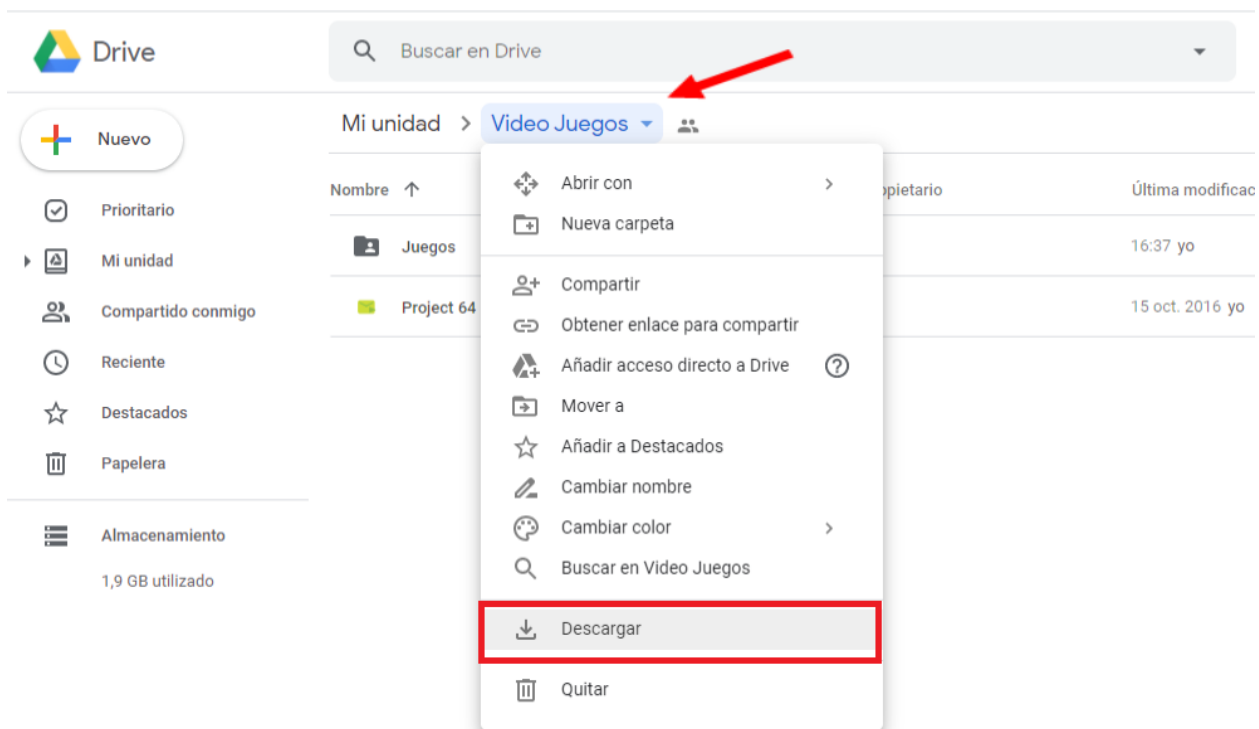 Drive
Buscar en Drive
Nuevo
Prioritario
Mi unidad
Compartido conmigo
Reciente
Destacados
Papelera
Almacenamiento
1,9 GB utilizado
Mi unidad > Video Juegos
Nombre
Última modificac
Juegos
16:37 yo
Project 64
15 oct. 2016 yo
Abrir con
Nueva carpeta
Compartir
Obtener enlace para compartir
Añadir acceso directo a Drive
Mover a
Añadir a Destacados
Cambiar nombre
Cambiar color
Buscar en Video Juegos
Descargar
Quitar